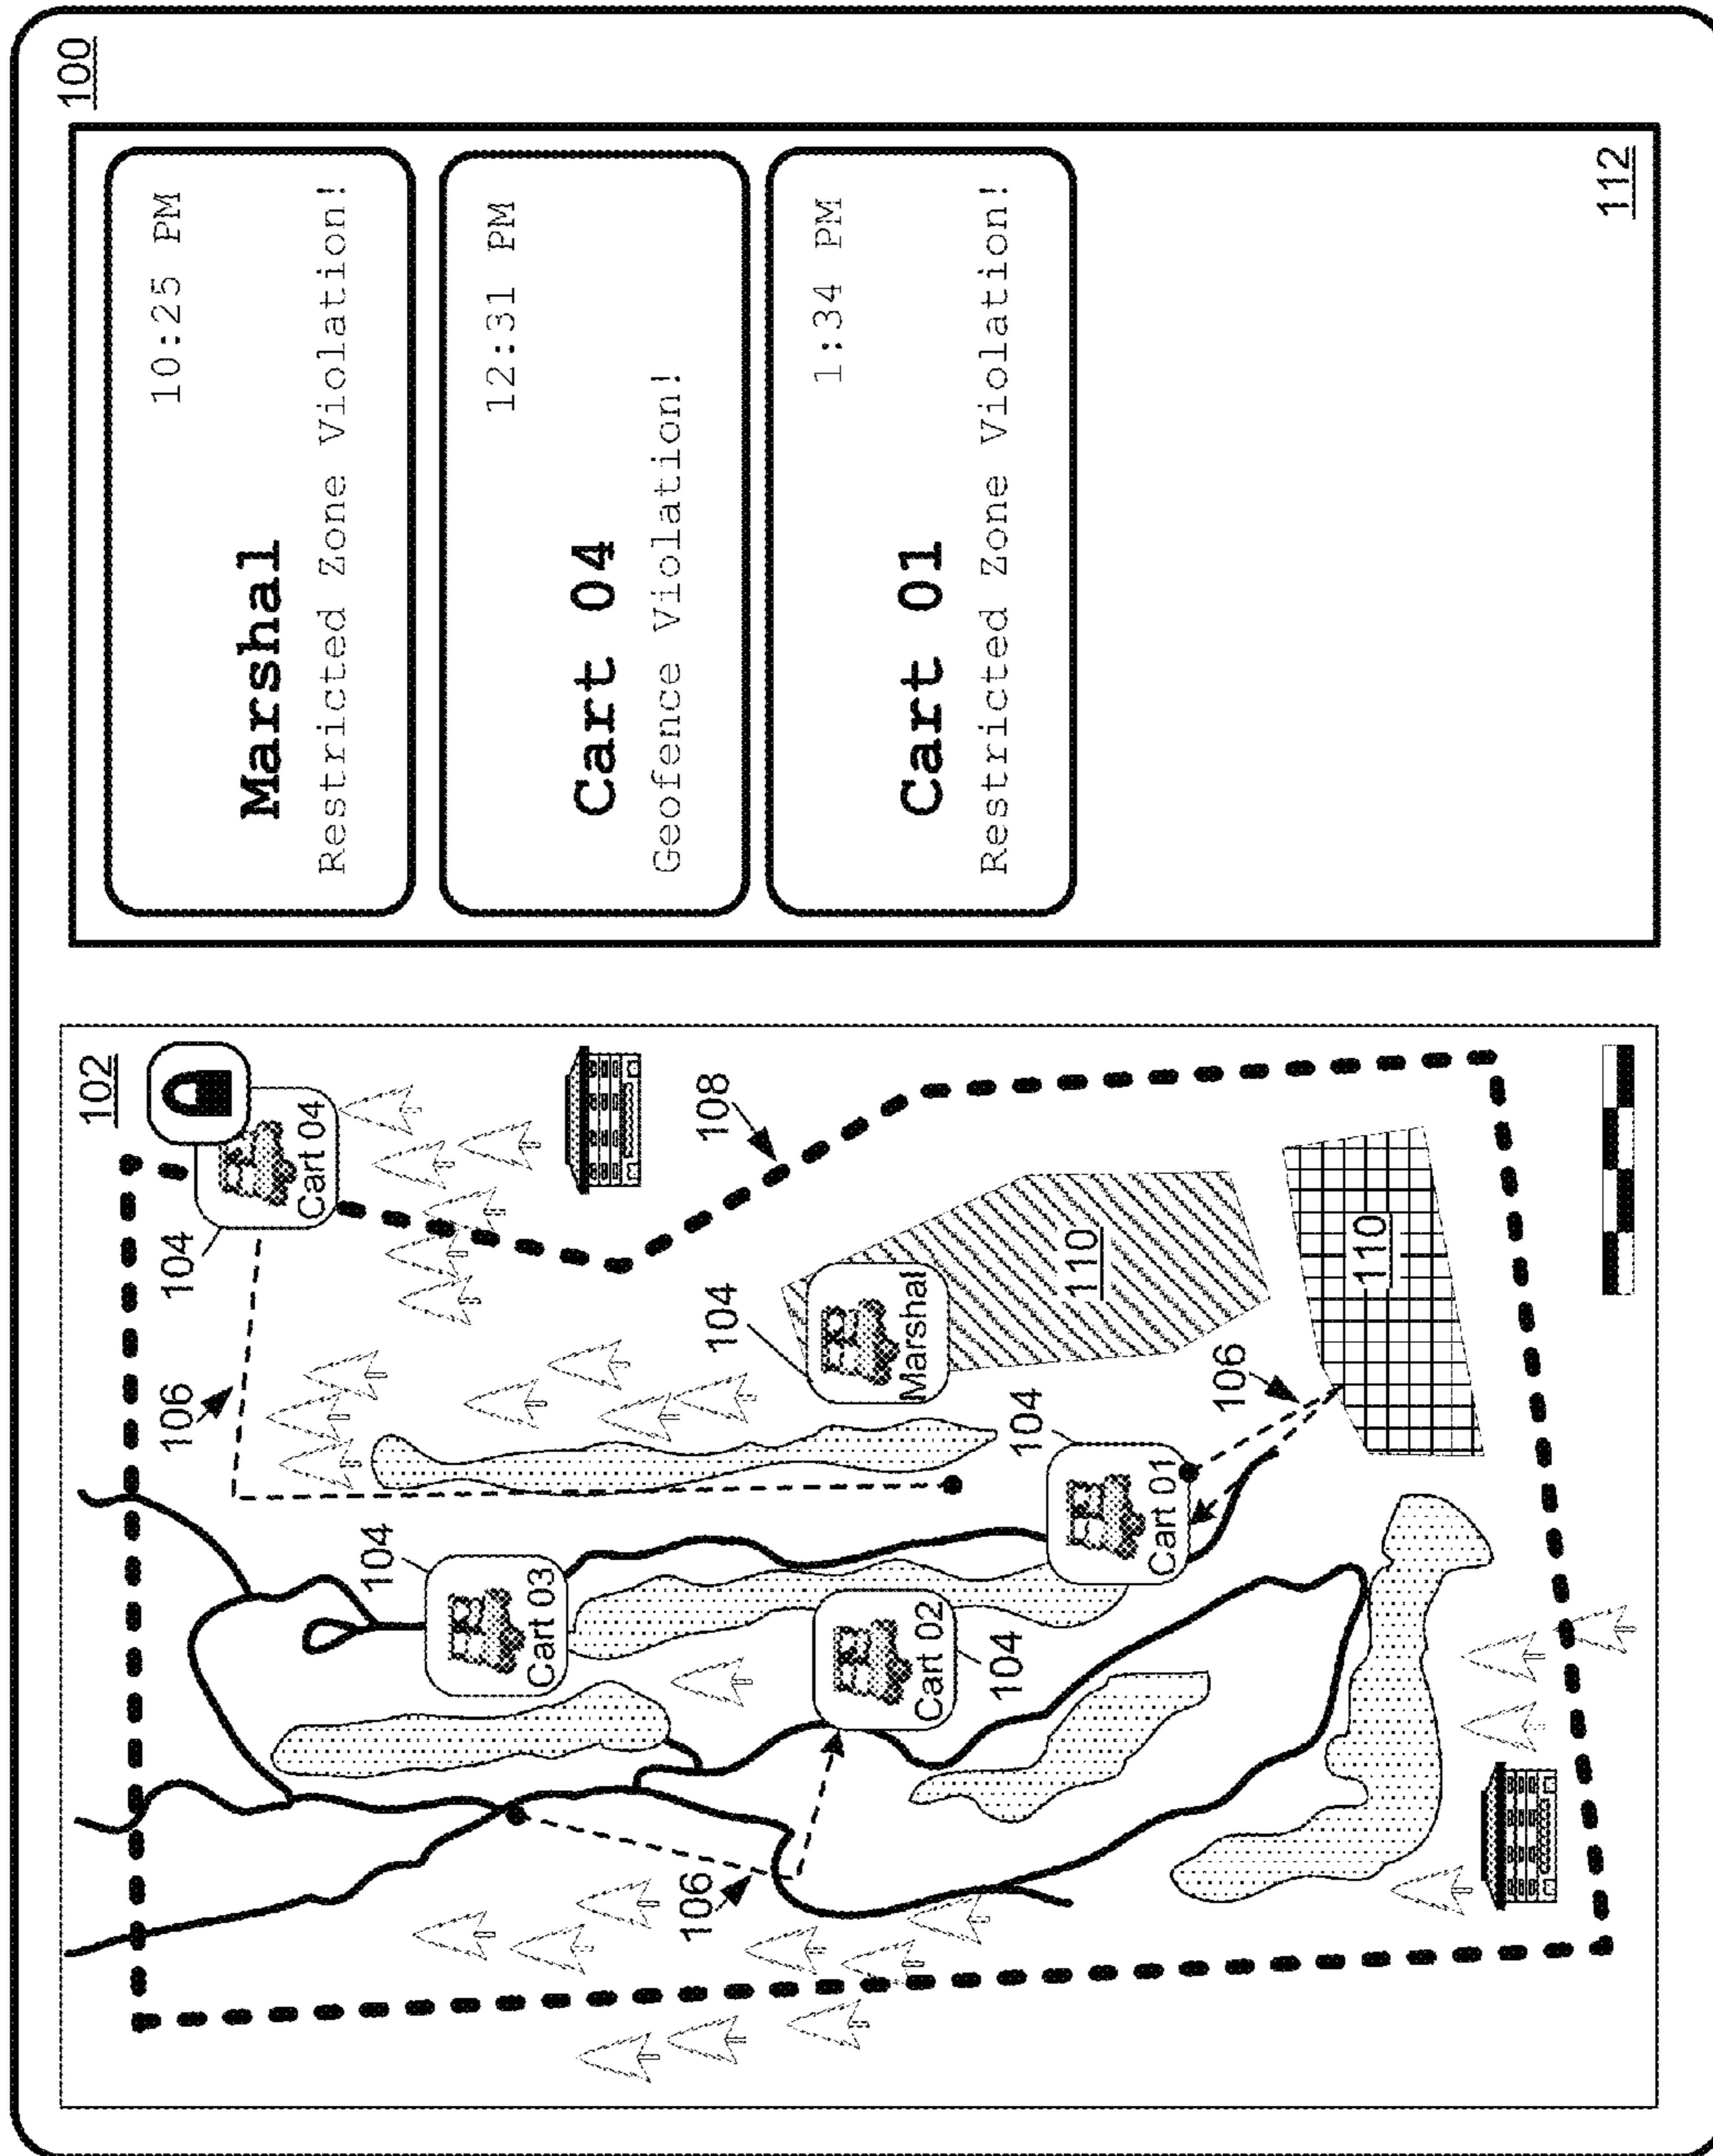 100
102
104
Cart 04
106
104
Cart 03
108
104
Marshal
110
104
Cart 02
106
104
Cart 01
106
110
10:25 PM
Marshal
Restricted Zone Violation!
12:31 PM
Cart 04
Geofence Violation!
1:34 PM
Cart 01
Restricted Zone Violation!
112